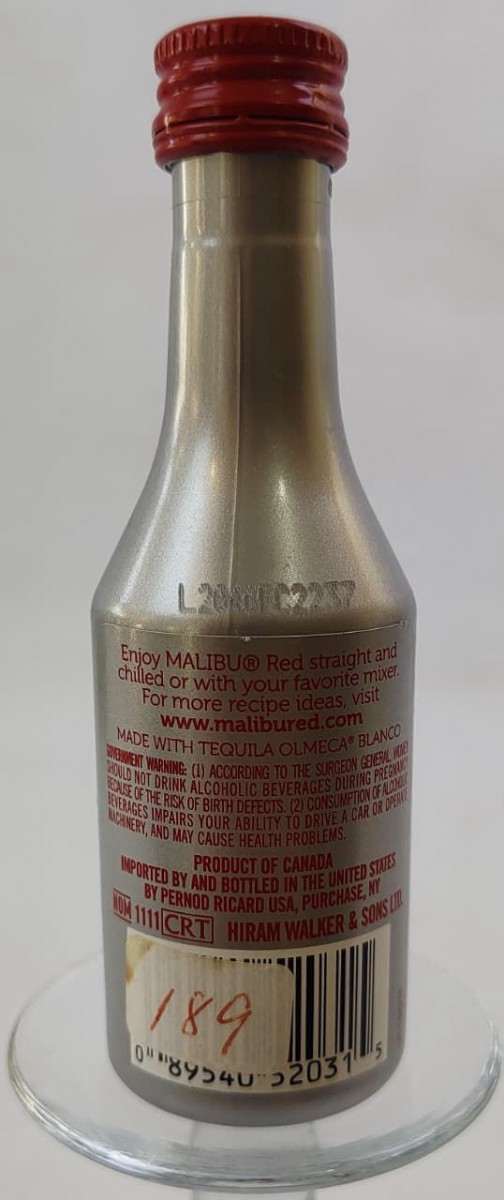 Enjoy MALIBU® Red straight and
chilled or with your favorite mixer.
For more recipe ideas, visit
www.malibured.com
MADE WITH TEQUILA OLMECA® BLANCO
GOVERNMENT WARNING: (1) ACCORDING TO THE SURGEON GENERAL, WOMEN
SHOULD NOT DRINK ALCOHOLIC BEVERAGES DURING PREGNANCY
BECAUSE OF THE RISK OF BIRTH DEFECTS. (2) CONSUMPTION OF ALCOHOLIC
BEVERAGES IMPAIRS YOUR ABILITY TO DRIVE A CAR OR OPERATE
MACHINERY, AND MAY CAUSE HEALTH PROBLEMS.
PRODUCT OF CANADA
IMPORTED BY AND BOTTLED IN THE UNITED STATES
BY PERNOD RICARD USA, PURCHASE, NY
NOM 1111 CRT HIRAM WALKER & SONS LTD.
189
0 89540 32031 5